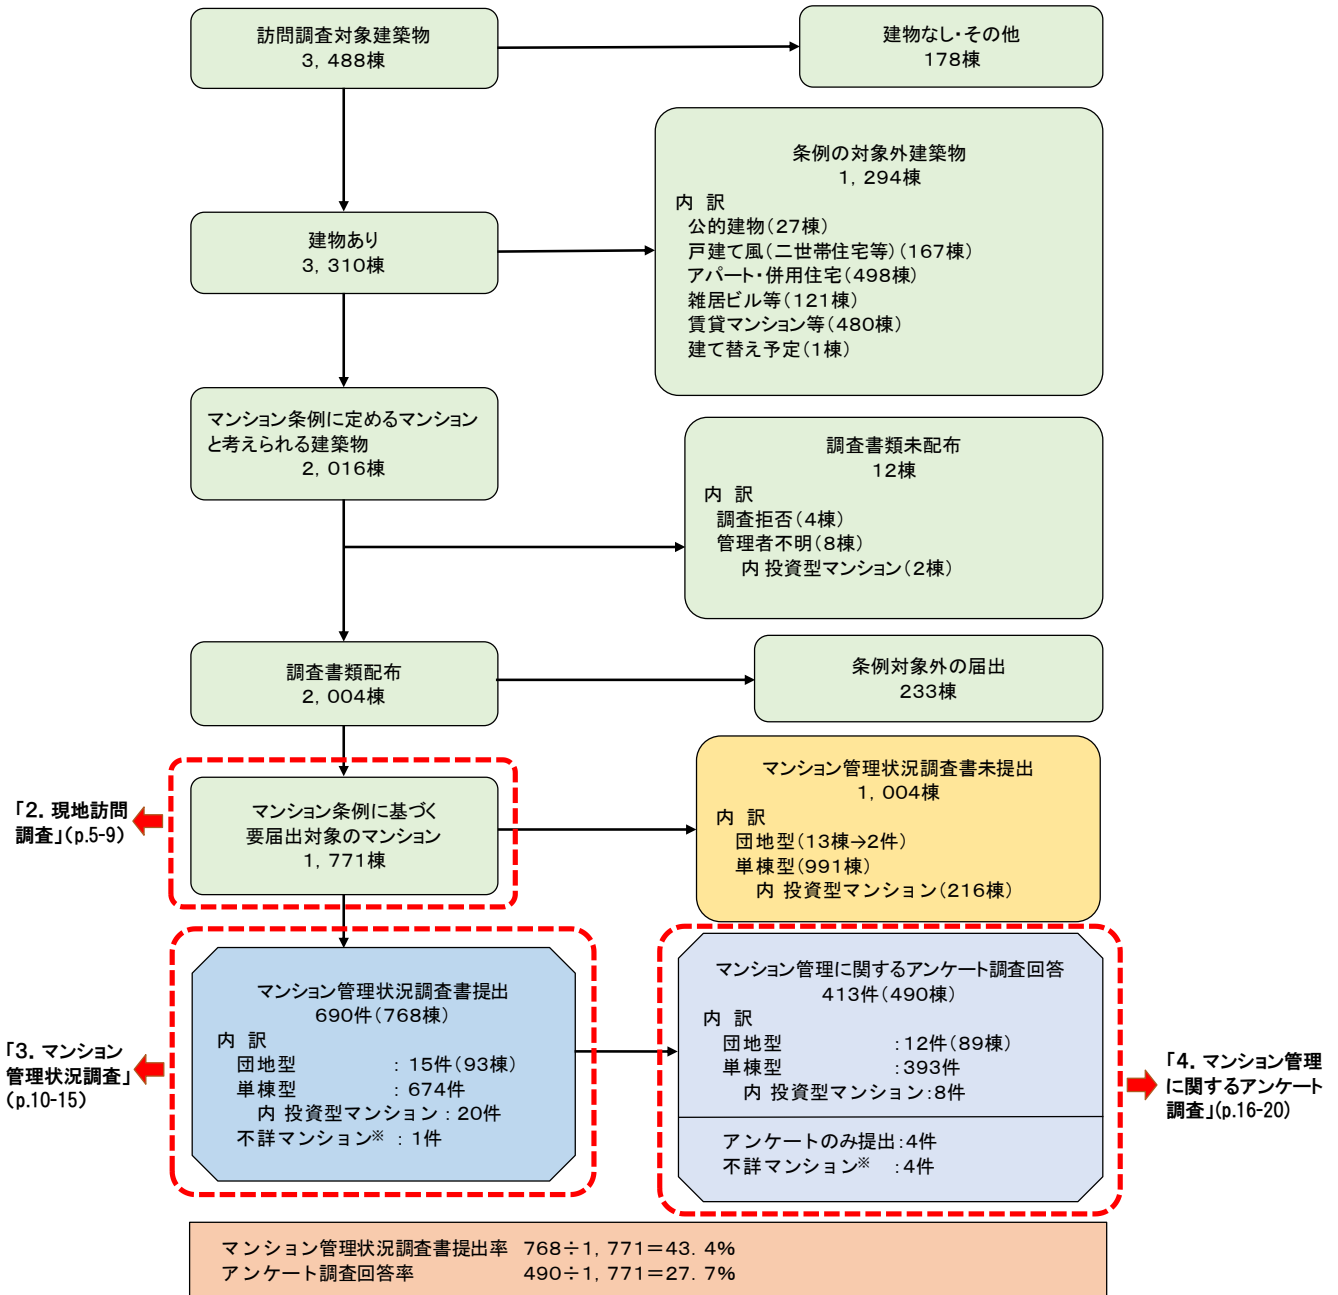 訪問調査対象建築物
3, 488棟
建物なし・その他
178棟
条例の対象外建築物
1, 294棟
内 訳
公的建物(27棟)
戸建て風(二世帯住宅等)(167棟)
アパート・併用住宅(498棟)
雑居ビル等(121棟)
賃貸マンション等(480棟)
建て替え予定(1棟)
建物あり
3, 310棟
マンション条例に定めるマンション
と考えられる建築物
2, 016棟
調査書類未配布
12棟
内 訳
調査拒否(4棟)
管理者不明(8棟)
内 投資型マンション(2棟)
調査書類配布
2, 004棟
条例対象外の届出
233棟
「2. 現地訪問
調査」(p.5-9)
マンション条例に基づく
要届出対象のマンション
1, 771棟
マンション管理状況調査書未提出
1, 004棟
内 訳
団地型(13棟→2件)
単棟型(991棟)
内 投資型マンション(216棟)
「3. マンション
管理状況調査」
(p.10-15)
マンション管理状況調査書提出
690件(768棟)
内 訳
団地型 : 15件(93棟)
単棟型 : 674件
内 投資型マンション : 20件
不詳マンション※ : 1件
マンション管理に関するアンケート調査回答
413件(490棟)
内 訳
団地型 :12件(89棟)
単棟型 :393件
内 投資型マンション:8件
アンケートのみ提出:4件
不詳マンション※ :4件
「4. マンション管理
に関するアンケート
調査」(p.16-20)
マンション管理状況調査書提出率 768÷1, 771=43. 4%
アンケート調査回答率 490÷1, 771=27. 7%